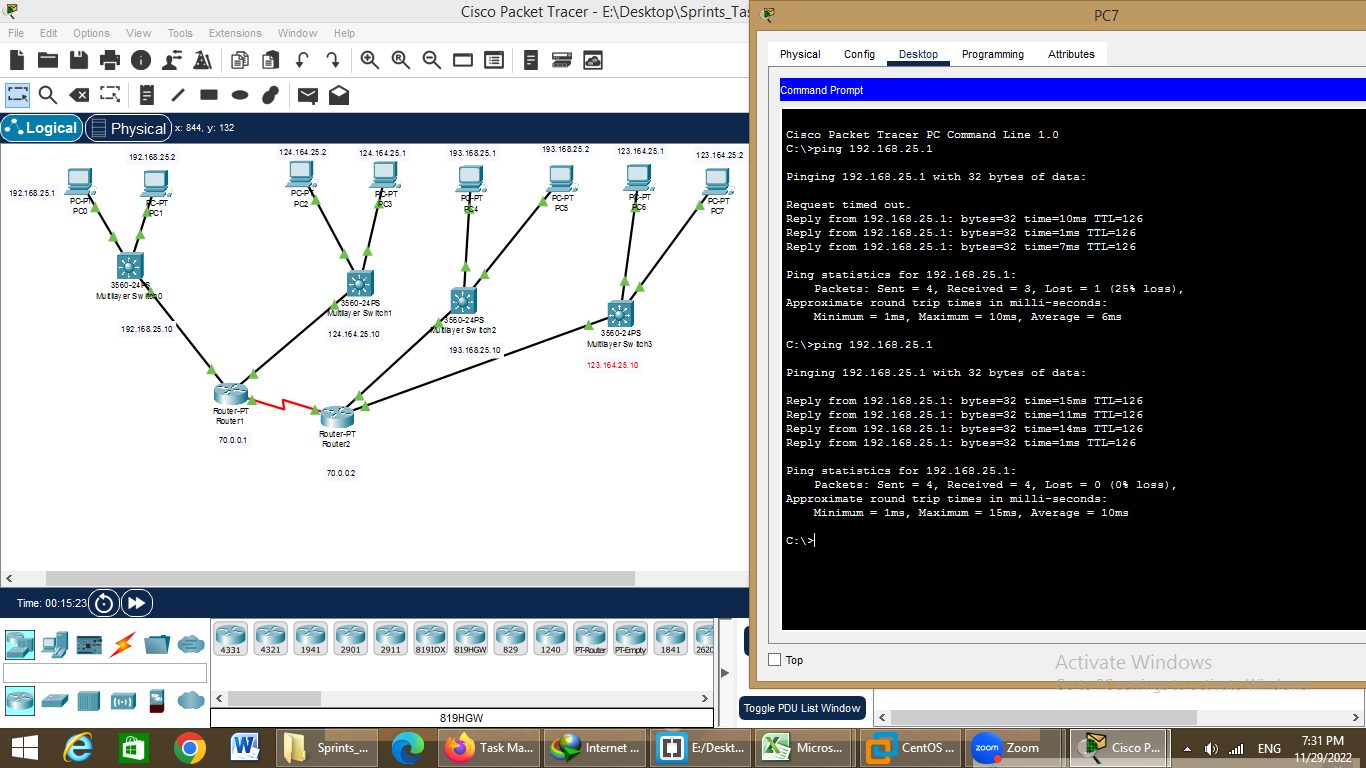 Cisco Packet Tracer - E:\Desktop\Sprints_Tas
File Edit Options View Tools Extensions Window Help
Logical
Physical
x: 844, y: 132
192.168.25.2
124.164.25.2
124.164.25.1
193.168.25.1
193.168.25.2
123.164.25.1
123.164.25.2
192.168.25.1
PC-PT
PC0
PC-PT
PC1
PC-PT
PC2
PC-PT
PC3
PC-PT
PC4
PC-PT
PC5
PC-PT
PC6
PC-PT
PC7
3560-24PS
Multilayer Switch0
3560-24PS
Multilayer Switch1
3560-24PS
Multilayer Switch2
3560-24PS
Multilayer Switch3
192.168.25.10
124.164.25.10
193.168.25.10
123.164.25.10
Router-PT
Router1
70.0.0.1
Router-PT
Router2
70.0.0.2
Time: 00:15:23
4331
4321
1941
2901
2911
819IOX
819HGW
829
1240
PT-Router
PT-Empty
1841
2620
819HGW
PC7
Physical Config Desktop Programming Attributes
Command Prompt
Cisco Packet Tracer PC Command Line 1.0
C:\>ping 192.168.25.1
Pinging 192.168.25.1 with 32 bytes of data:
Request timed out.
Reply from 192.168.25.1: bytes=32 time=10ms TTL=126
Reply from 192.168.25.1: bytes=32 time=1ms TTL=126
Reply from 192.168.25.1: bytes=32 time=7ms TTL=126
Ping statistics for 192.168.25.1:
Packets: Sent = 4, Received = 3, Lost = 1 (25% loss),
Approximate round trip times in milli-seconds:
Minimum = 1ms, Maximum = 10ms, Average = 6ms
C:\>ping 192.168.25.1
Pinging 192.168.25.1 with 32 bytes of data:
Reply from 192.168.25.1: bytes=32 time=15ms TTL=126
Reply from 192.168.25.1: bytes=32 time=11ms TTL=126
Reply from 192.168.25.1: bytes=32 time=14ms TTL=126
Reply from 192.168.25.1: bytes=32 time=1ms TTL=126
Ping statistics for 192.168.25.1:
Packets: Sent = 4, Received = 4, Lost = 0 (0% loss),
Approximate round trip times in milli-seconds:
Minimum = 1ms, Maximum = 15ms, Average = 10ms
C:\>
Top
Activate Windows
Go to PC settings to activate Windows.
Toggle PDU List Window
Sprints_...
Task Ma...
Internet ...
E:/Deskt...
Micros...
CentOS ...
zoom
Zoom
Cisco P...
ENG
7:31 PM
11/29/2022